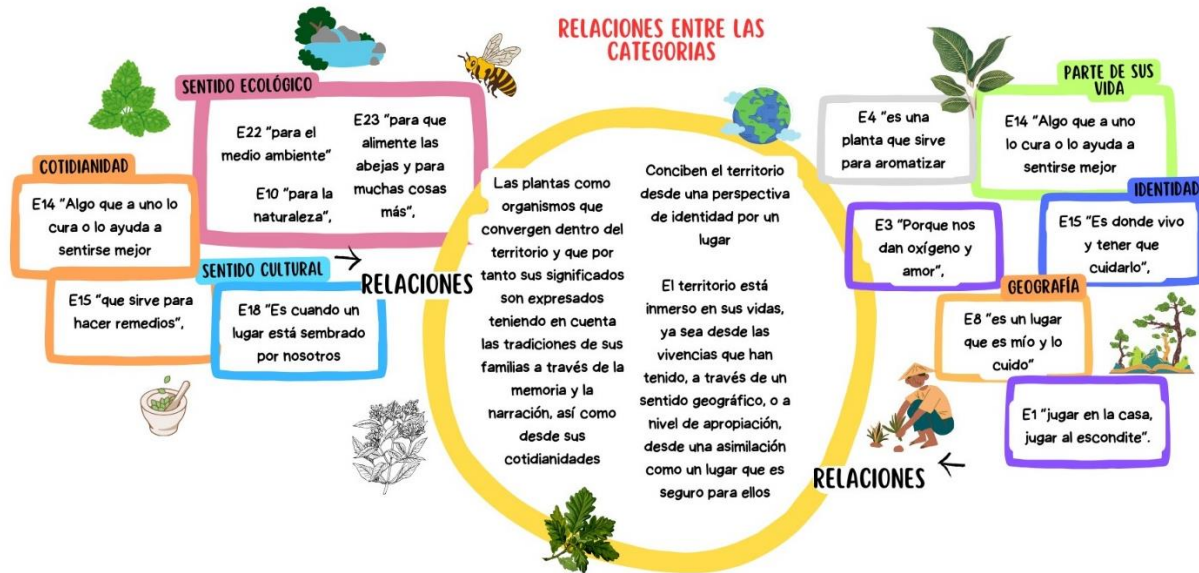 RELACIONES ENTRE LAS
CATEGORIAS
SENTIDO ECOLÓGICO
E22 "para el
medio ambiente"
E10 "para la
naturaleza",
E23 "para que
alimente las
abejas y para
muchas cosas
más",
COTIDIANIDAD
E14 "Algo que a uno lo
cura o lo ayuda a
sentirse mejor
E15 "que sirve para
hacer remedios",
SENTIDO CULTURAL
E18 "Es cuando un
lugar está sembrado
por nosotros
RELACIONES
Las plantas como
organismos que
convergen dentro del
territorio y que por
tanto sus significados
son expresados
teniendo en cuenta
las tradiciones de sus
familias a través de la
memoria y la
narración, así como
desde sus
cotidianidades
Conciben el territorio
desde una perspectiva
de identidad por un
lugar
El territorio está
inmerso en sus vidas,
ya sea desde las
vivencias que han
tenido, a través de un
sentido geográfico, o a
nivel de apropiación,
desde una asimilación
como un lugar que es
seguro para ellos
E4 "es una
planta que sirve
para aromatizar
PARTE DE SUS
VIDA
E14 "Algo que a uno
lo cura o lo ayuda a
sentirse mejor
E3 "Porque nos
dan oxígeno y
amor",
IDENTIDAD
E15 "Es donde vivo
y tener que
cuidarlo",
GEOGRAFÍA
E8 "es un lugar
que es mío y lo
cuido"
E1 "jugar en la casa,
jugar al escondite".
RELACIONES